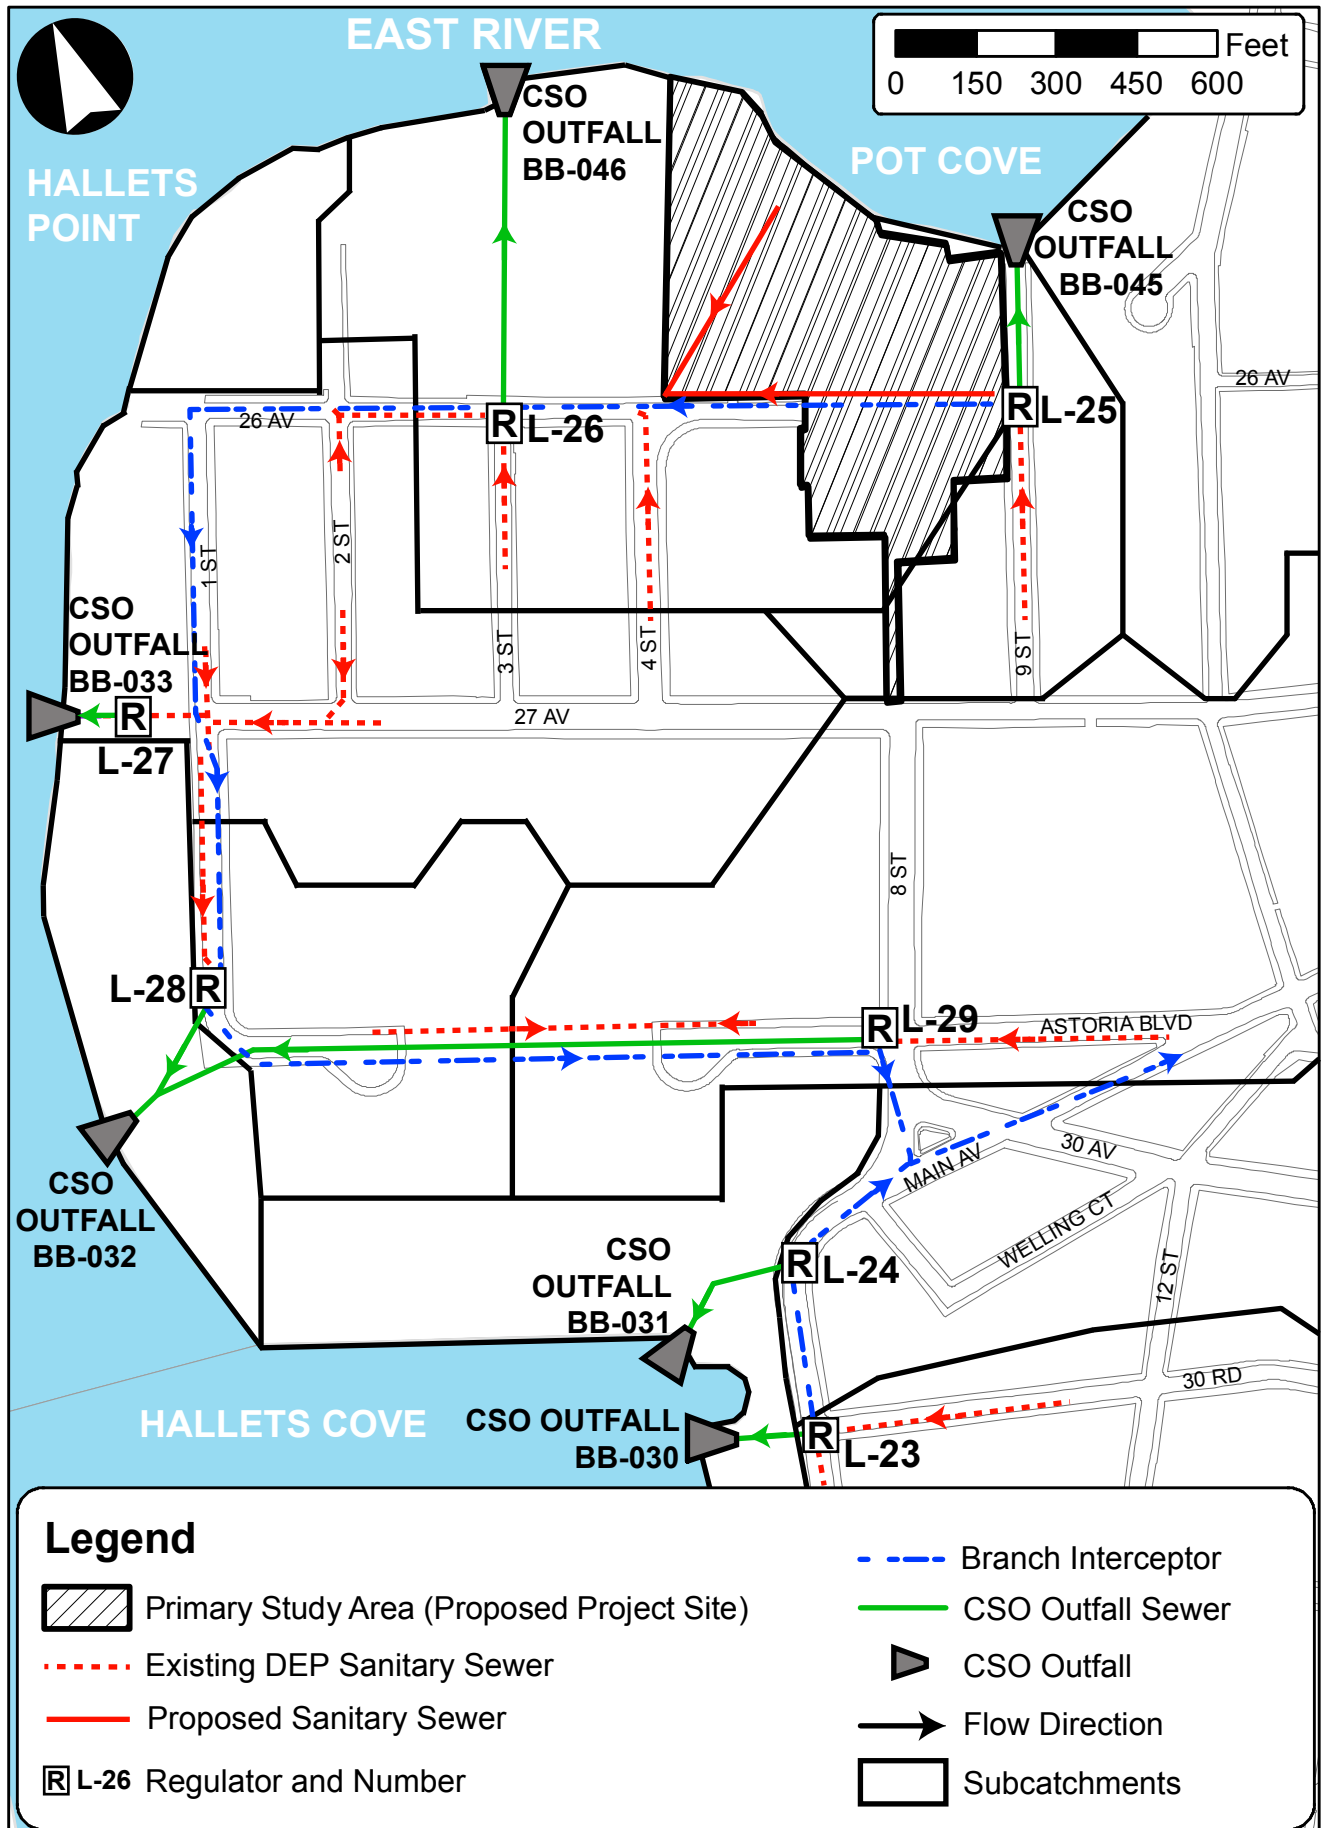 EAST RIVER
Feet
0 150 300 450 600
CSO
OUTFALL
BB-046
POT COVE
HALLETS
POINT
CSO
OUTFALL
BB-045
26 AV
26 AV
L-25
R
R
L-26
1 ST
2 ST
3 ST
4 ST
9 ST
CSO
OUTFALL
BB-033
R
L-27
27 AV
8 ST
L-28
R
R
L-29
ASTORIA BLVD
CSO
OUTFALL
BB-032
MAIN AV
30 AV
WELLING CT
12 ST
CSO
OUTFALL
BB-031
R
L-24
30 RD
HALLETS COVE
CSO OUTFALL
BB-030
R
L-23
Legend
Primary Study Area (Proposed Project Site)
Existing DEP Sanitary Sewer
Proposed Sanitary Sewer
R L-26 Regulator and Number
Branch Interceptor
CSO Outfall Sewer
CSO Outfall
Flow Direction
Subcatchments